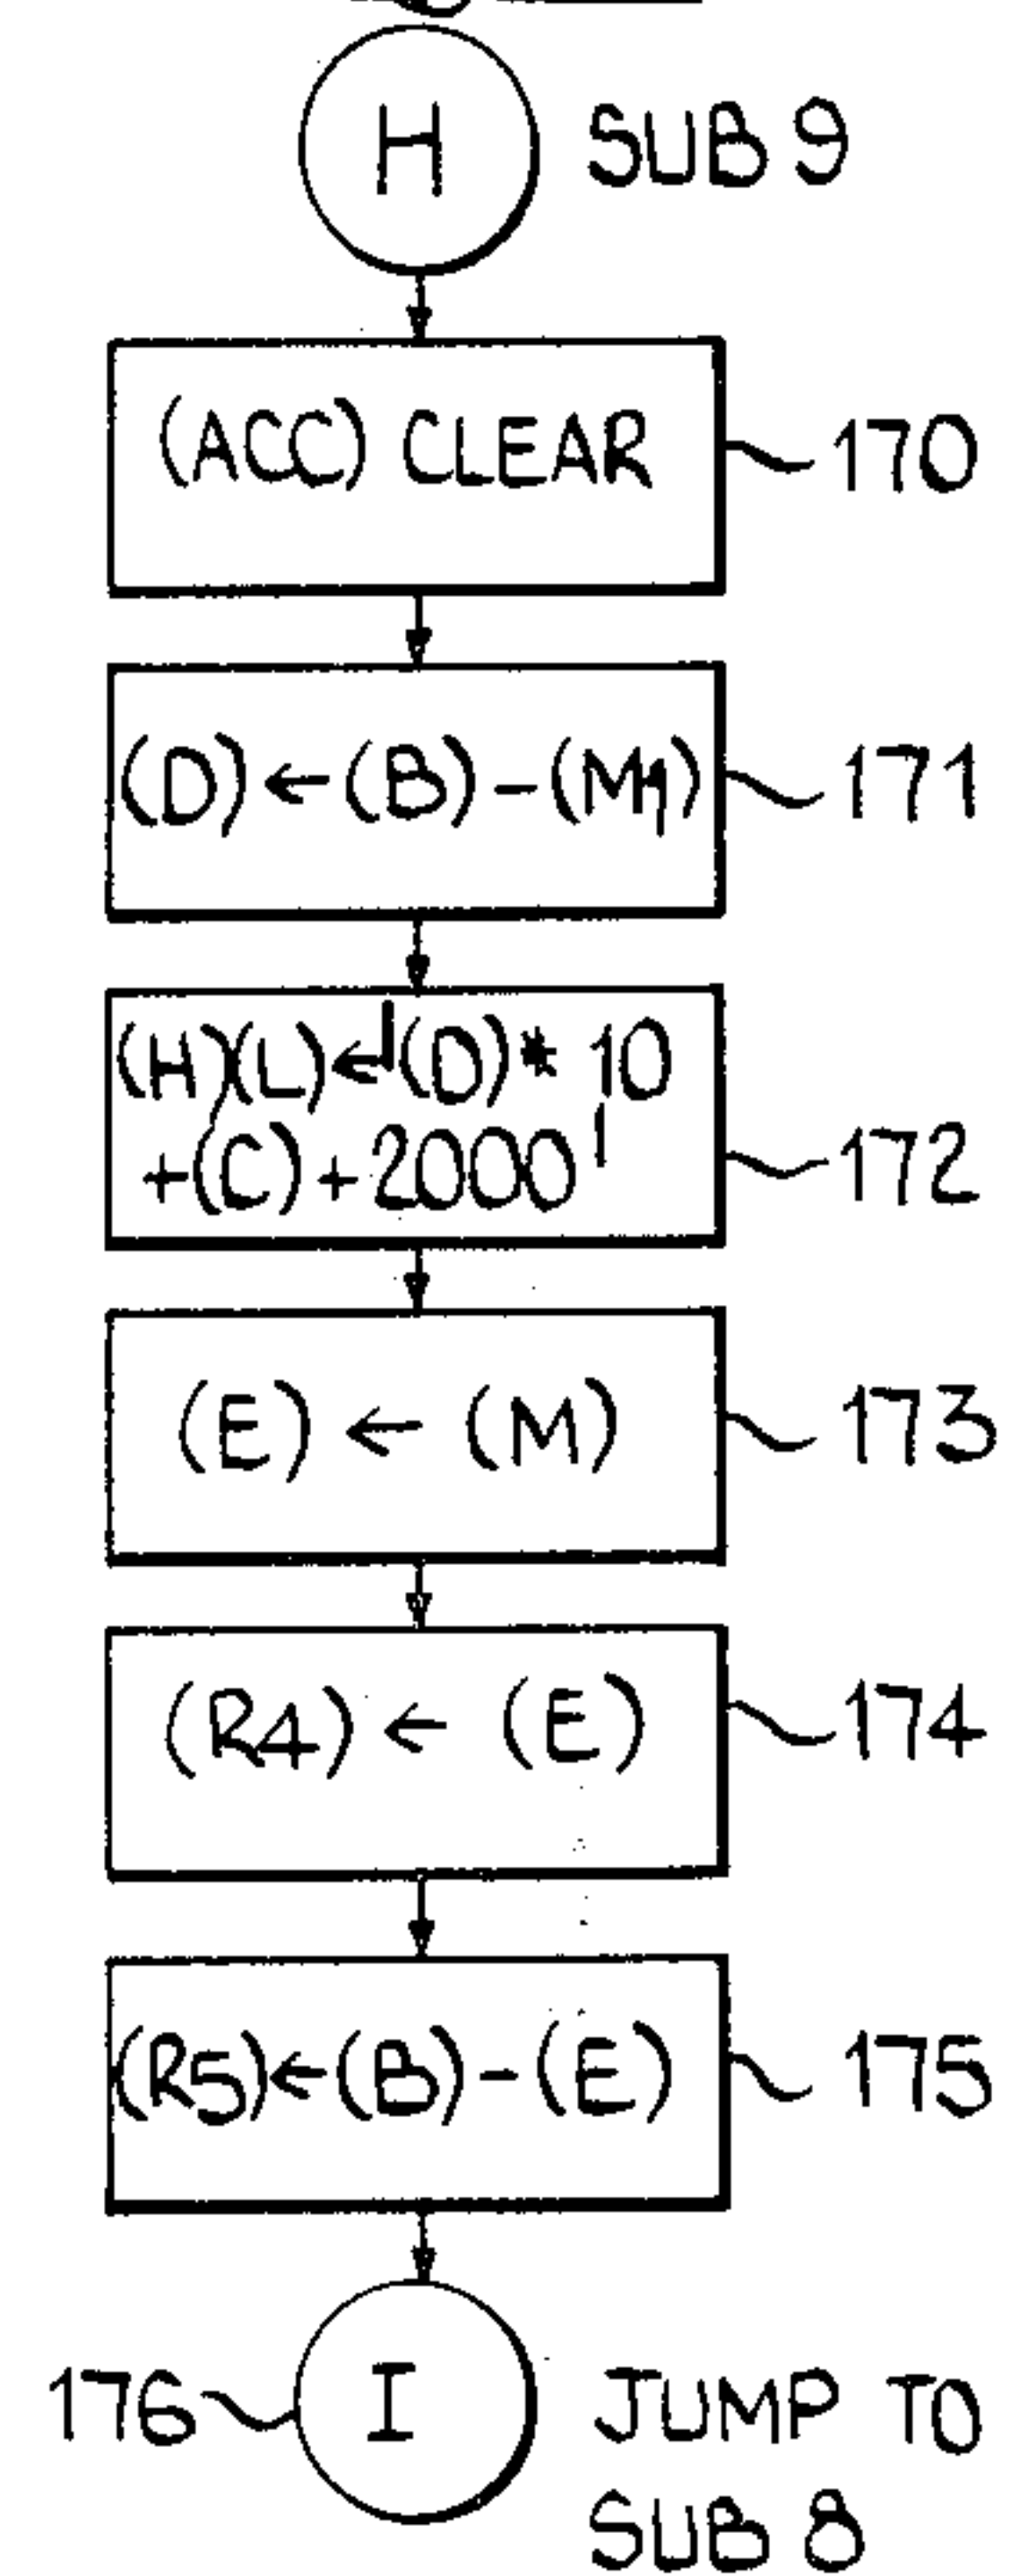 H SUB 9
(ACC) CLEAR 170
(D) ← (B) - (M1) 171
(H)(L) ← |(D) * 10
+ (C) + 2000| 172
(E) ← (M) 173
(R4) ← (E) 174
(R5) ← (B) - (E) 175
176 I JUMP TO
SUB 8